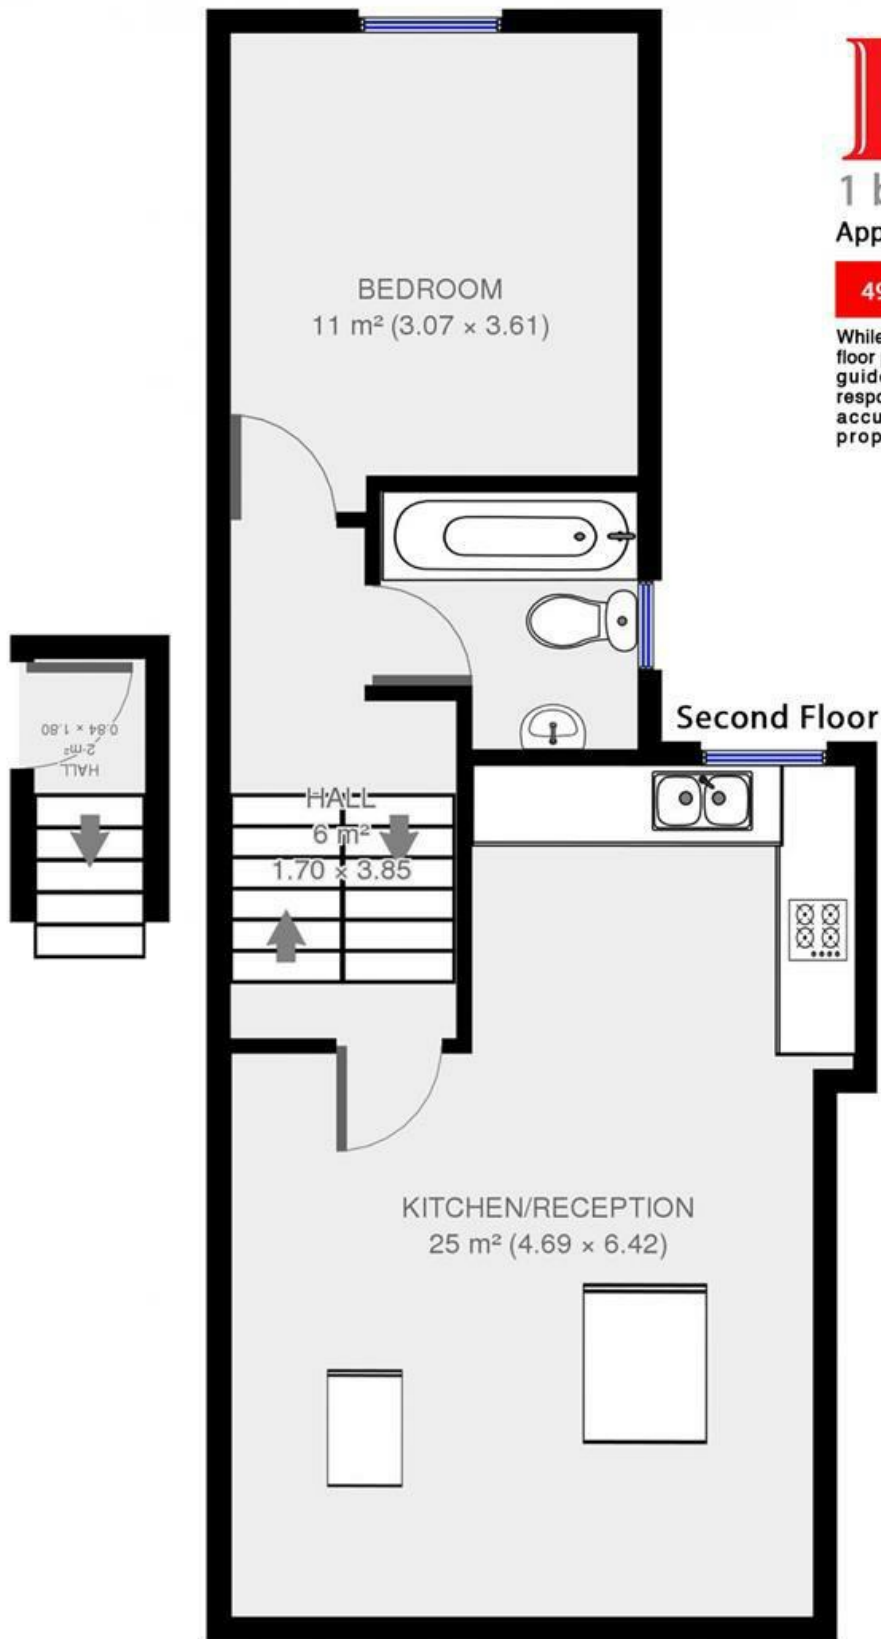 1
App
49
While
floor
guide
respo
accu
prop
BEDROOM
11 m² (3.07 × 3.61)
Second Floor
0.84 × 1.80
2 m²
HALL
HALL
6 m²
1.70 × 3.85
KITCHEN/RECEPTION
25 m² (4.69 × 6.42)